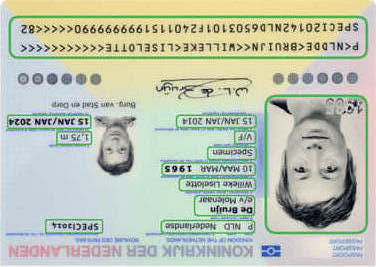 PASPOORT
PASSPORT
PASSEPORT
KONINKRIJK DER NEDERLANDEN
KINGDOM OF THE NETHERLANDS
ROYAUME DES PAYS-BAS
P NLD Nederlandse SPECI2014
De Bruijn
e/v Molenaar
Willeke Liselotte
10 MAA/MAR 1965
Specimen
V/F 1,75 m
15 JAN/JAN 2014 15 JAN/JAN 2024
Burg. van Stad en Dorp
W.L. de Bruijn
P<NLDDE<BRUIJN<<WILLEKE<LISELOTTE<<<<<<<<<<<
SPECI20142NLD6503101F2401151999999990<<<<<82